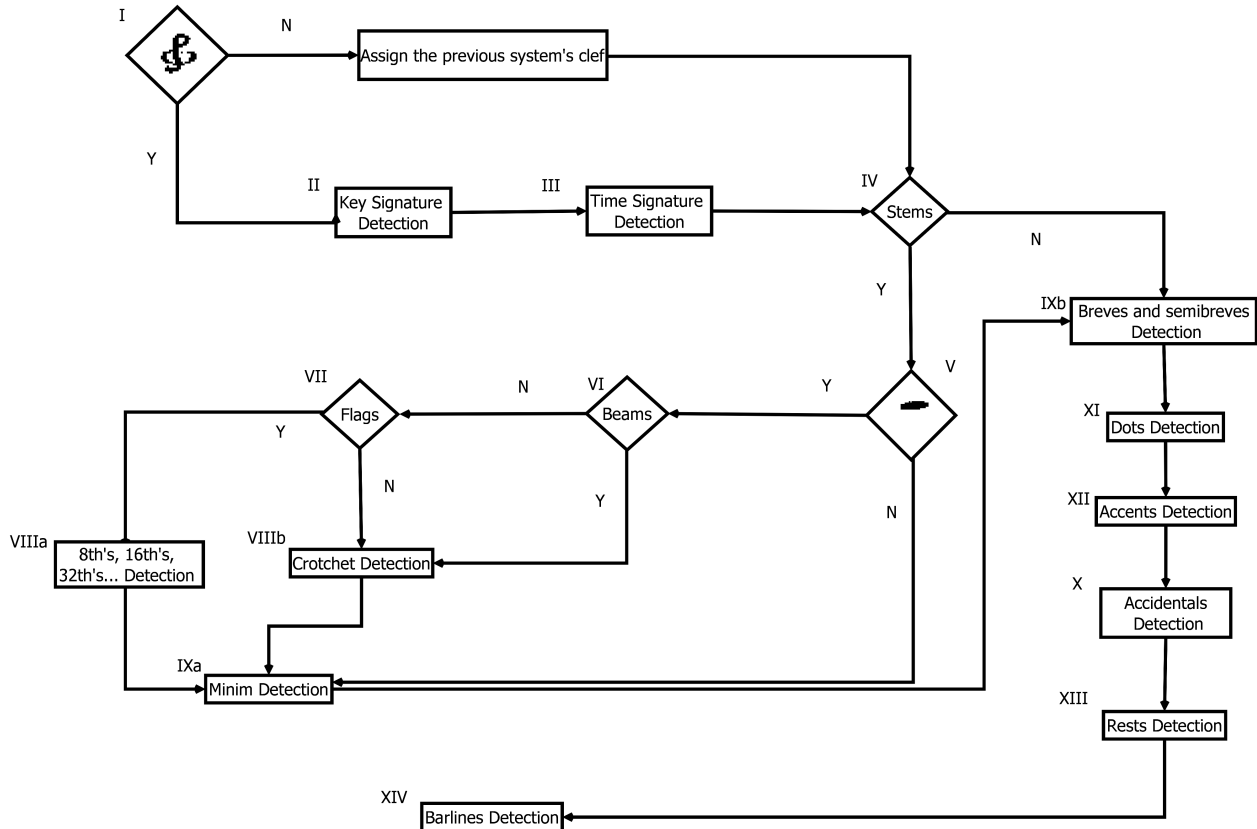 I
N
Assign the previous system's clef
Y
II
Key Signature
Detection
III
Time Signature
Detection
IV
Stems
N
Y
IXb
Breves and semibreves
Detection
V
Y
VI
Beams
N
VII
Flags
Y
N
Y
N
XI
Dots Detection
XII
Accents Detection
VIIIa
8th's, 16th's,
32th's... Detection
VIIIb
Crotchet Detection
X
Accidentals
Detection
IXa
Minim Detection
XIII
Rests Detection
XIV
Barlines Detection